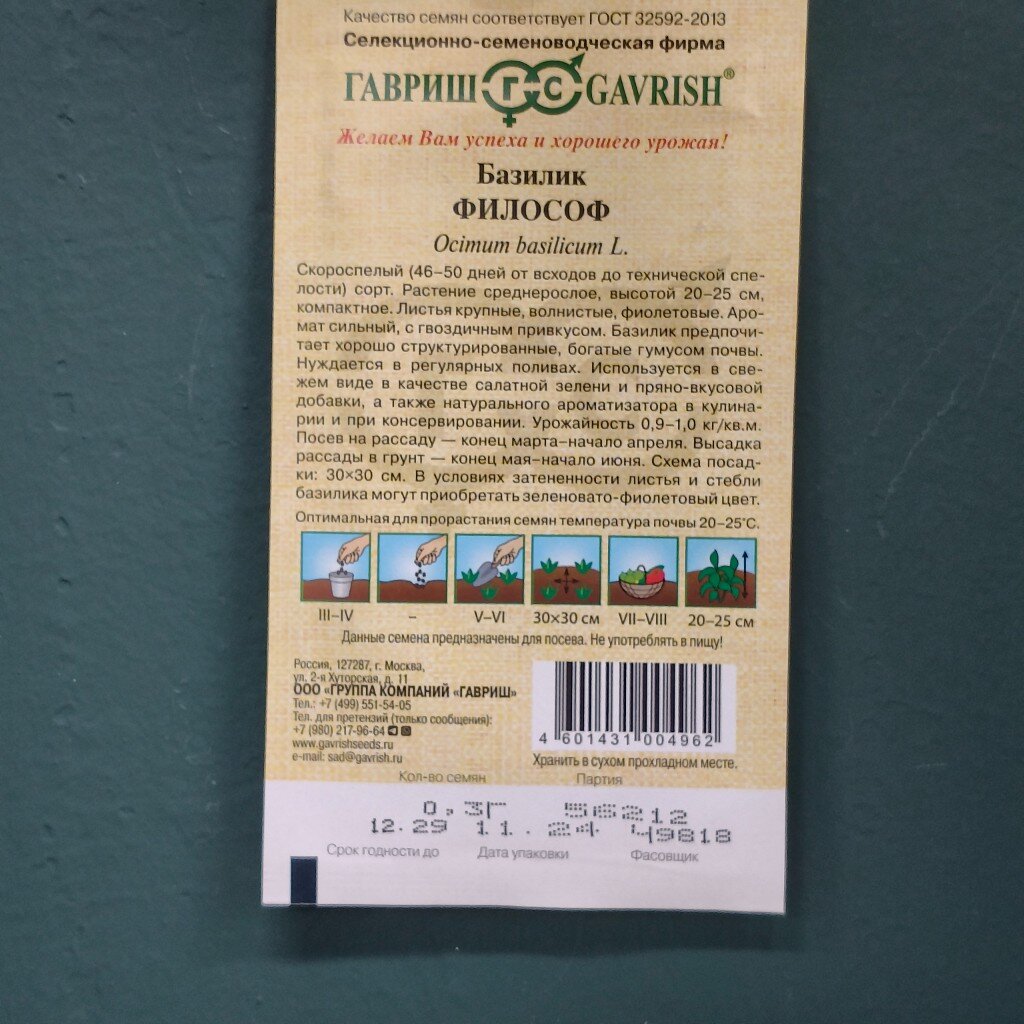 Качество семян соответствует ГОСТ 32592-2013
Селекционно-семеноводческая фирма
ГАВРИШ Г С GAVRISH®
Желаем Вам успеха и хорошего урожая!
Базилик
ФИЛОСОФ
Ocimum basilicum L.
Скороспелый (46–50 дней от всходов до технической спе-
лости) сорт. Растение среднерослое, высотой 20–25 см,
компактное. Листья крупные, волнистые, фиолетовые. Аро-
мат сильный, с гвоздичным привкусом. Базилик предпочи-
тает хорошо структурированные, богатые гумусом почвы.
Нуждается в регулярных поливах. Используется в све-
жем виде в качестве салатной зелени и пряно-вкусовой
добавки, а также натурального ароматизатора в кулина-
рии и при консервировании. Урожайность 0,9–1,0 кг/кв.м.
Посев на рассаду — конец марта–начало апреля. Высадка
рассады в грунт — конец мая–начало июня. Схема посад-
ки: 30×30 см. В условиях затененности листья и стебли
базилика могут приобретать зеленовато-фиолетовый цвет.
Оптимальная для прорастания семян температура почвы 20–25°С.
III–IV – V–VI 30×30 см VII–VIII 20–25 см
Данные семена предназначены для посева. Не употреблять в пищу!
Россия, 127287, г. Москва,
ул. 2-я Хуторская, д. 11
ООО «ГРУППА КОМПАНИЙ «ГАВРИШ»
Тел.: +7 (499) 551-54-05
Тел. для претензий (только сообщения):
+7 (980) 217-96-64
www.gavrishseeds.ru
e-mail: sad@gavrish.ru
4 601431 004962
Хранить в сухом прохладном месте.
Кол-во семян Партия
0,3Г 56212
12.29 11.24 Ч9818
Срок годности до Дата упаковки Фасовщик